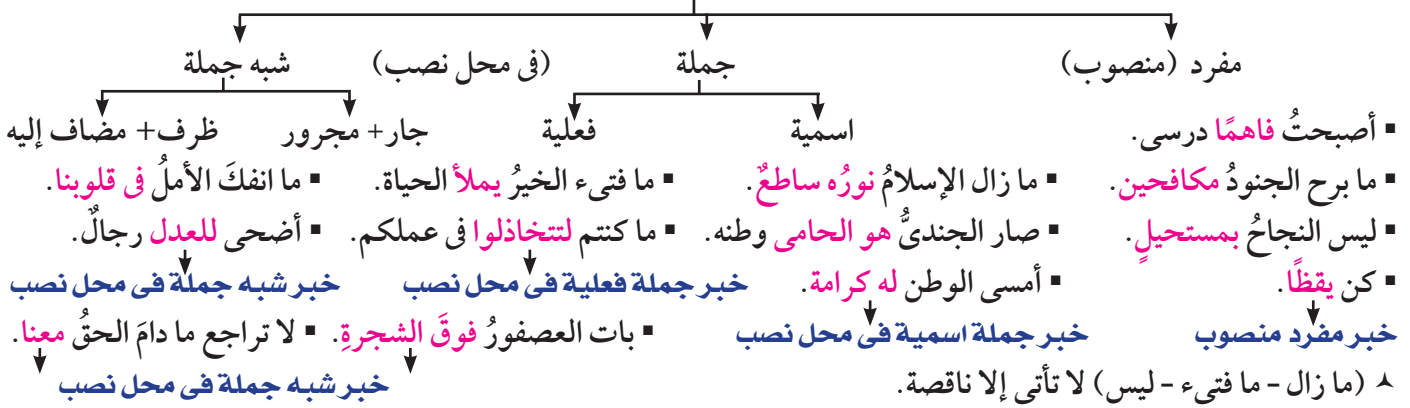 مفرد (منصوب)
جملة
(فى محل نصب)
شبه جملة
اسمية
فعلية
جار+ مجرور
ظرف+ مضاف إليه
▪ أصبحتُ فاهمًا درسى.
▪ ما برح الجنودُ مكافحين.
▪ ليس النجاحُ بمستحيلٍ.
▪ كن يقظًا.
خبر مفرد منصوب
▪ ما زال الإسلامُ نورُه ساطعٌ.
▪ صار الجندىُّ هو الحامى وطنه.
▪ أمسى الوطن له كرامة.
خبر جملة اسمية فى محل نصب
▪ ما فتىء الخيرُ يملأ الحياة.
▪ ما كنتم لتتخاذلوا فى عملكم.
خبر جملة فعلية فى محل نصب
▪ ما انفكَ الأملُ فى قلوبنا.
▪ أضحى للعدل رجالٌ.
خبر شبه جملة فى محل نصب
▪ بات العصفورُ فوقَ الشجرةِ.
▪ لا تراجع ما دامَ الحقُ معنا.
خبر شبه جملة فى محل نصب
(ما زال - ما فتىء - ليس) لا تأتى إلا ناقصة.